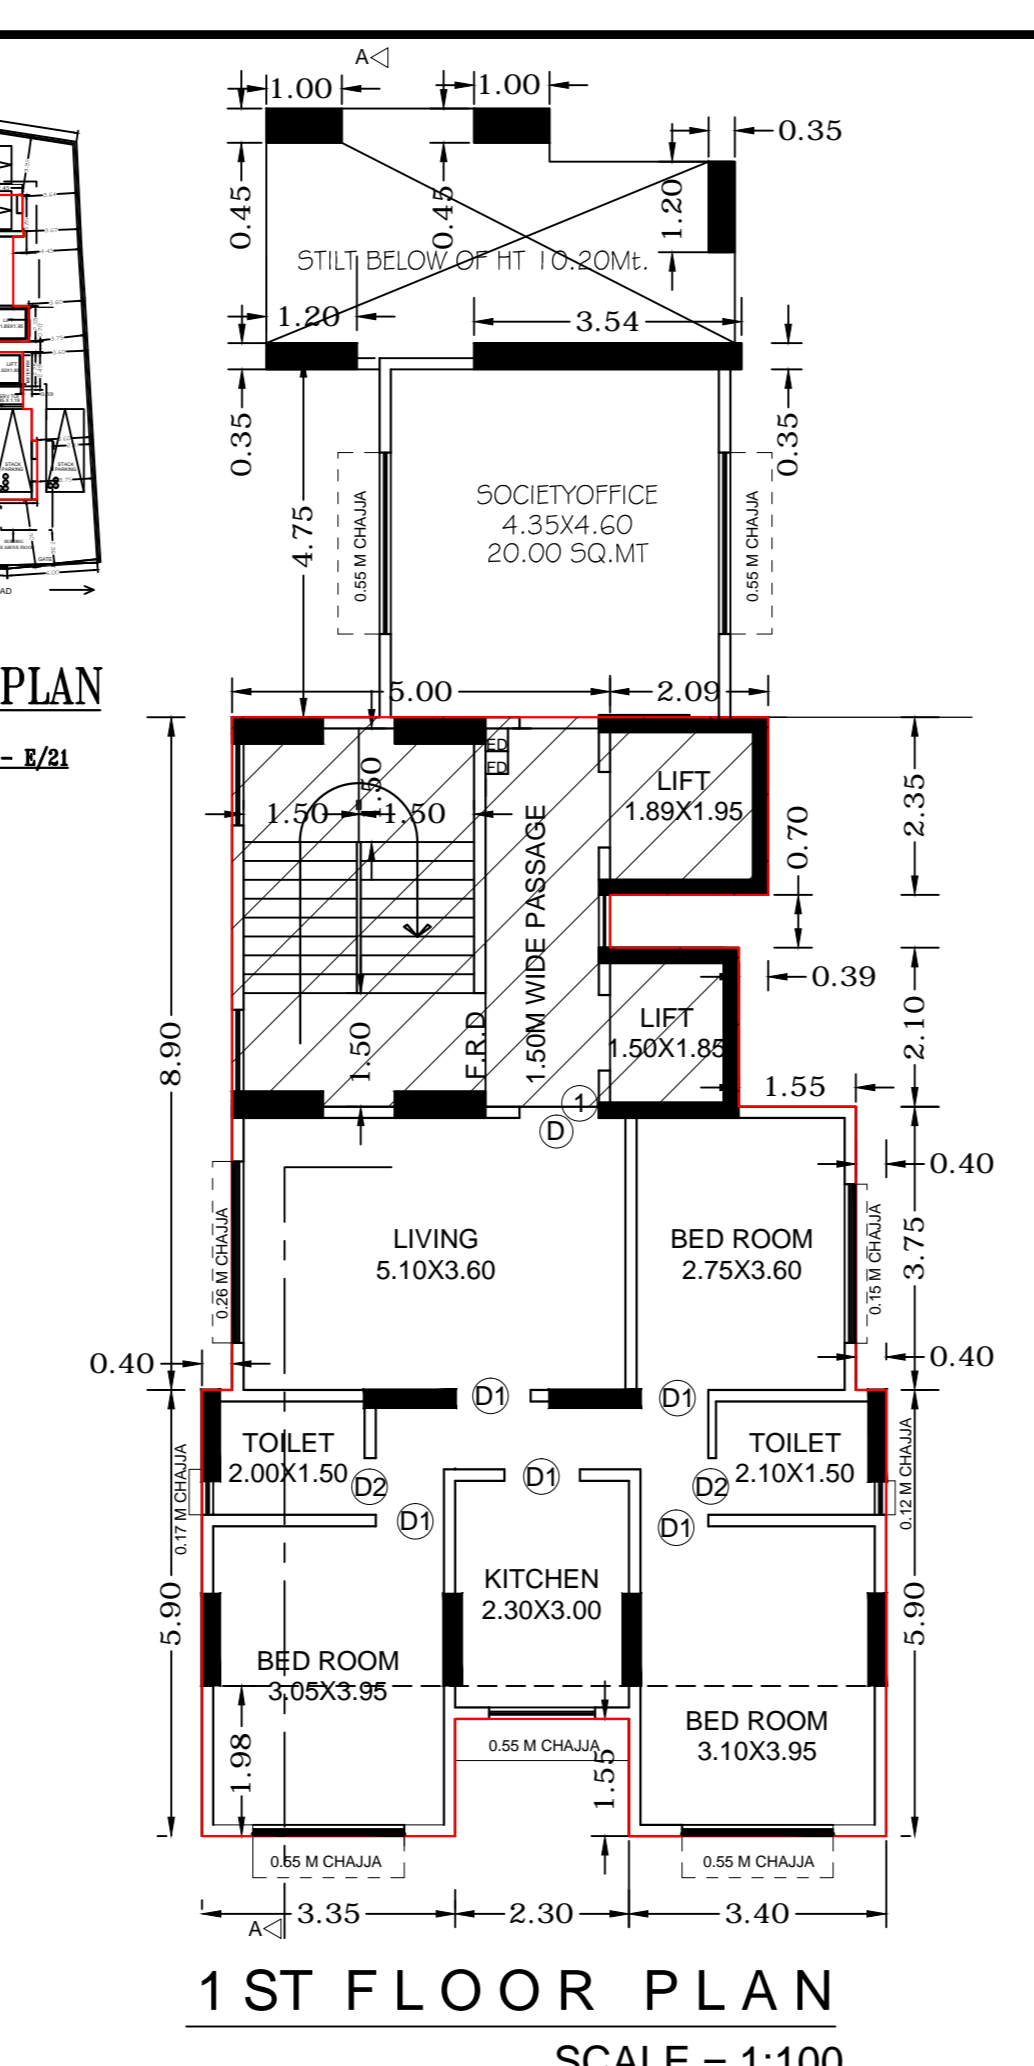 A
1.00
1.00
0.35
0.45
0.45
1.20
STILT BELOW OF HT 10.20Mt.
1.20
3.54
0.35
0.35
4.75
SOCIETYOFFICE
4.35X4.60
20.00 SQ.MT
0.55 M CHAJJA
0.55 M CHAJJA
PLAN
- E/21
5.00
2.09
ED
FD
LIFT
1.89X1.95
1.50
1.50
1.50
2.35
0.70
1.50M WIDE PASSAGE
0.39
LIFT
1.50X1.85
F.R.D
1.50
2.10
8.90
1
D
1.55
0.40
LIVING
5.10X3.60
BED ROOM
2.75X3.60
0.26 M CHAJJA
0.15 M CHAJJA
3.75
0.40
0.40
D1
D1
TOILET
2.00X1.50
TOILET
2.10X1.50
D2
D1
D2
D1
D1
0.17 M CHAJJA
0.12 M CHAJJA
KITCHEN
2.30X3.00
5.90
5.90
BED ROOM
3.05X3.95
BED ROOM
3.10X3.95
1.98
0.55 M CHAJJA
1.55
0.55 M CHAJJA
0.55 M CHAJJA
3.35
2.30
3.40
A
1 ST FLOOR PLAN
SCALE = 1:100